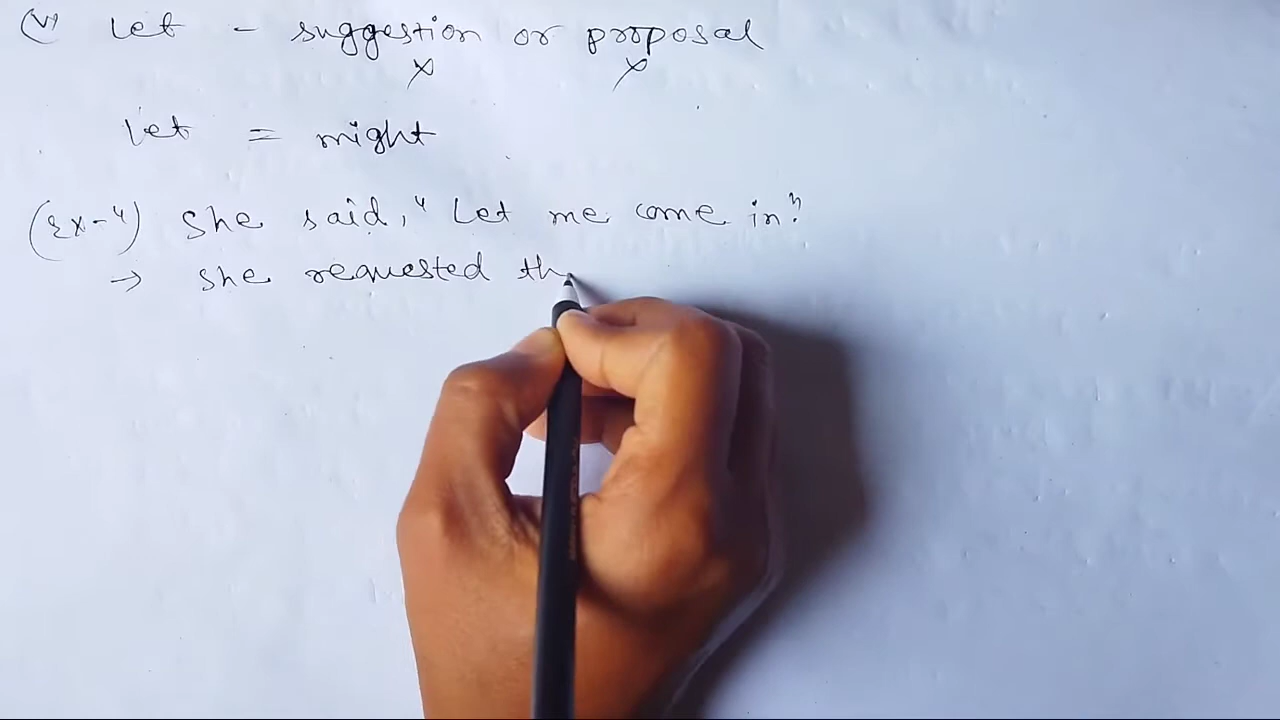 (v) Let - suggestion or proposal
x x
Let = might
(Ex-4) She said, "Let me come in".
→ She requested th